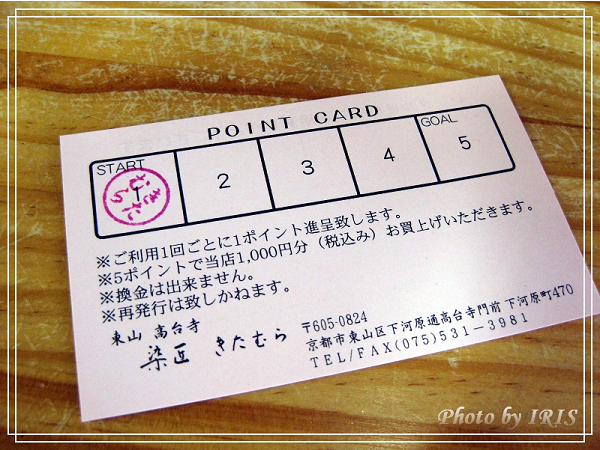 POINT CARD
START
GOAL
1 2 3 4 5
きたむら
※ご利用1回ごとに1ポイント進呈致します。
※5ポイントで当店1,000円分（税込み）お買上げいただきます。
※換金は出来ません。
※再発行は致しかねます。
東山 高台寺
染匠 きたむら
〒605-0824
京都市東山区下河原通高台寺門前 下河原町470
TEL/FAX(075)531-3981
Photo by IRIS